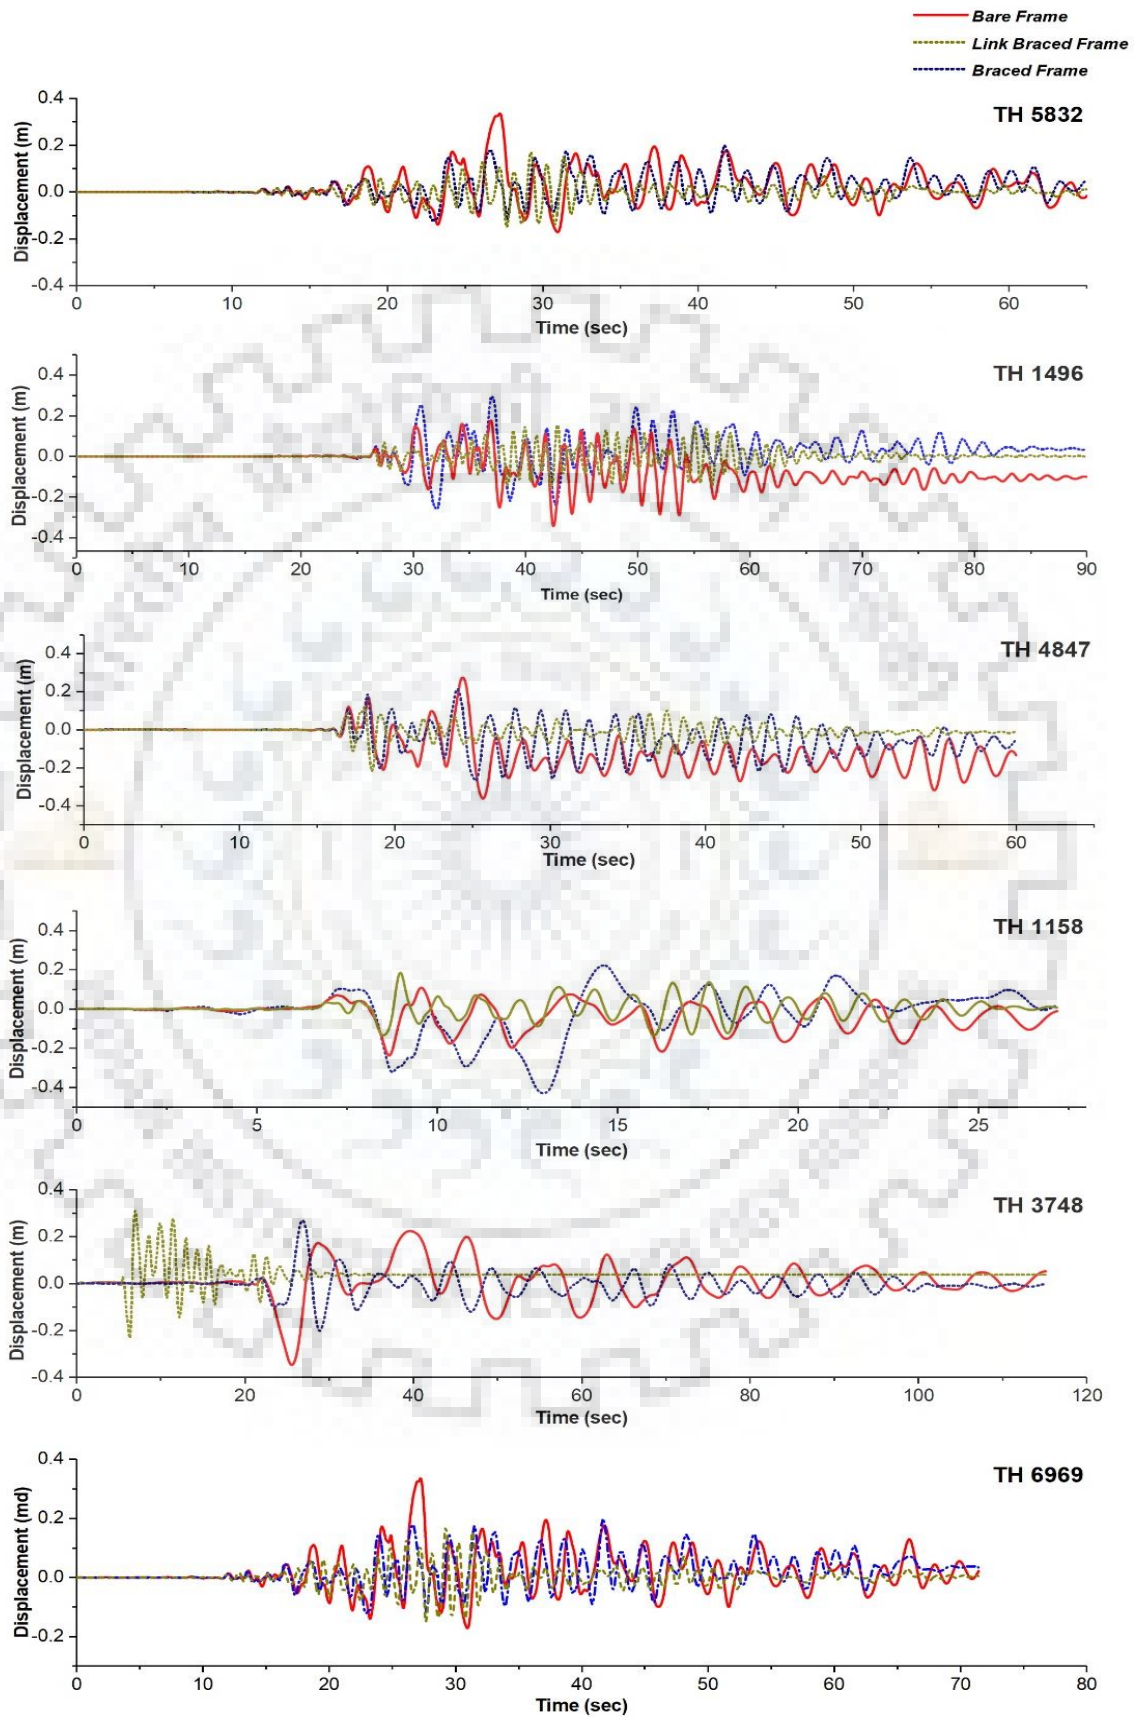 Bare Frame
Link Braced Frame
Braced Frame
TH 5832
Displacement (m)
0.4
0.2
0.0
-0.2
-0.4
0 10 20 30 40 50 60
Time (sec)
TH 1496
Displacement (m)
0.4
0.2
0.0
-0.2
-0.4
0 10 20 30 40 50 60 70 80 90
Time (sec)
TH 4847
Displacement (m)
0.4
0.2
0.0
-0.2
-0.4
0 10 20 30 40 50 60
Time (sec)
TH 1158
Displacement (m)
0.4
0.2
0.0
-0.2
-0.4
0 5 10 15 20 25
Time (sec)
TH 3748
Displacement (m)
0.4
0.2
0.0
-0.2
-0.4
0 20 40 60 80 100 120
Time (sec)
TH 6969
Displacement (md)
0.4
0.2
0.0
-0.2
0 10 20 30 40 50 60 70 80
Time (sec)